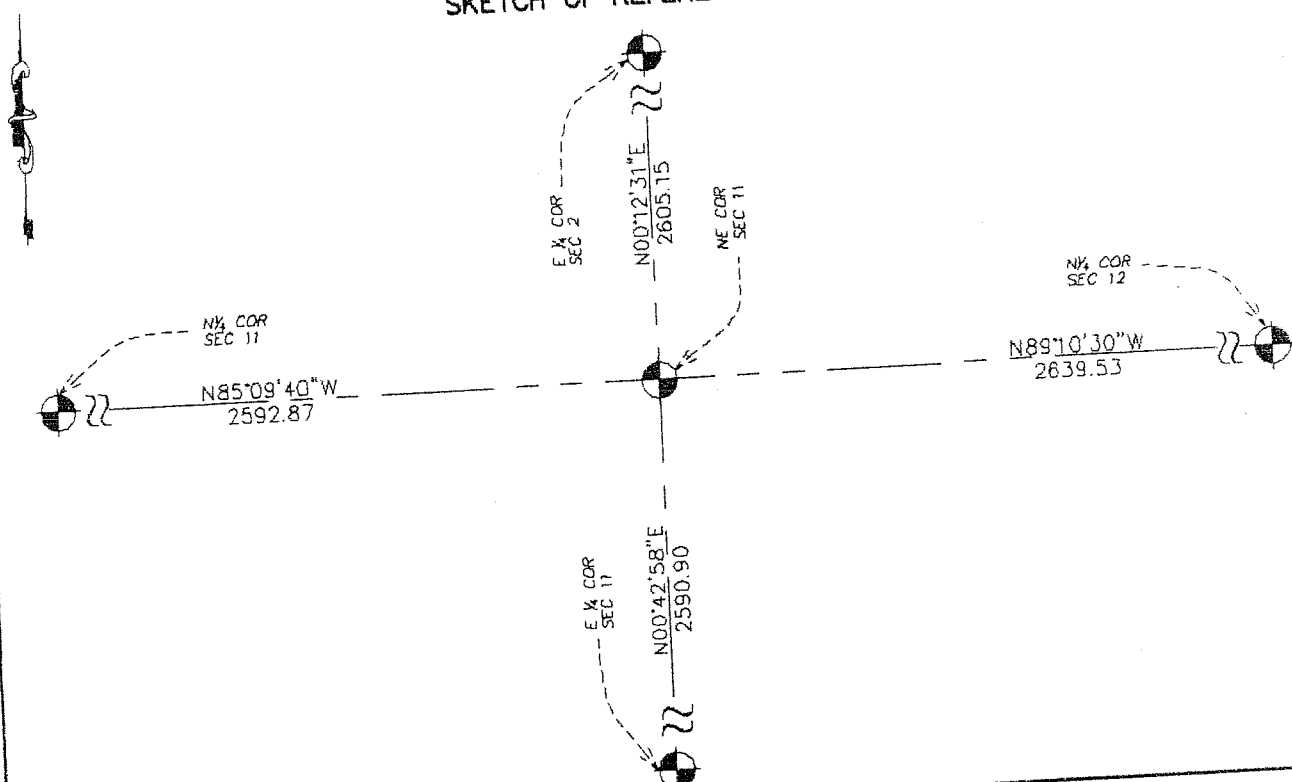 SKETCH OF
E ¼ COR
SEC 2
N00°12'31"E
2605.15
NE COR
SEC 11
N¼ COR
SEC 12
N¼ COR
SEC 11
N89°10'30"W
2639.53
N85°09'40"W
2592.87
E ¼ COR
SEC 11
N00°42'58"E
2590.90